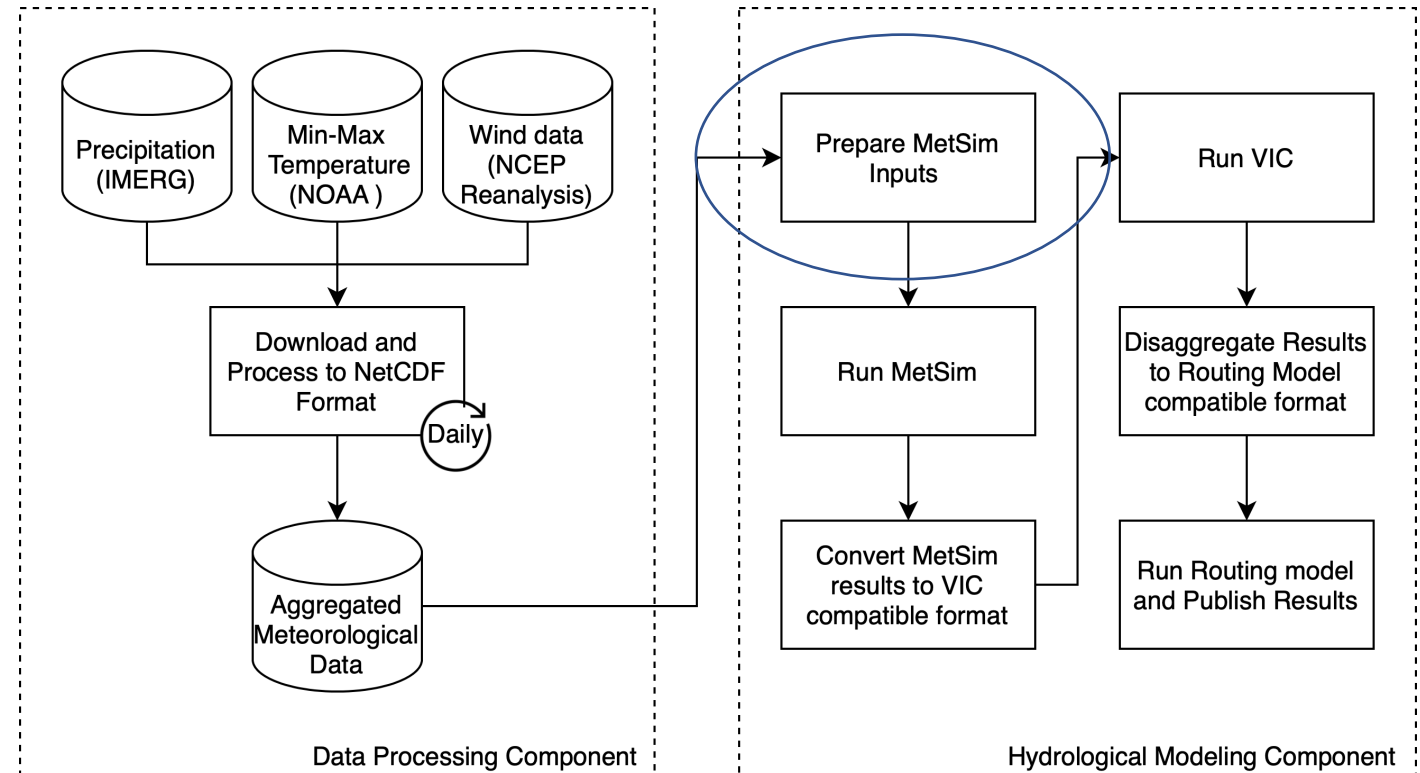 Precipitation
(IMERG)
Min-Max
Temperature
(NOAA )
Wind data
(NCEP
Reanalysis)
Download and
Process to NetCDF
Format
Daily
Aggregated
Meteorological
Data
Data Processing Component
Prepare MetSim
Inputs
Run MetSim
Convert MetSim
results to VIC
compatible format
Run VIC
Disaggregate Results
to Routing Model
compatible format
Run Routing model
and Publish Results
Hydrological Modeling Component